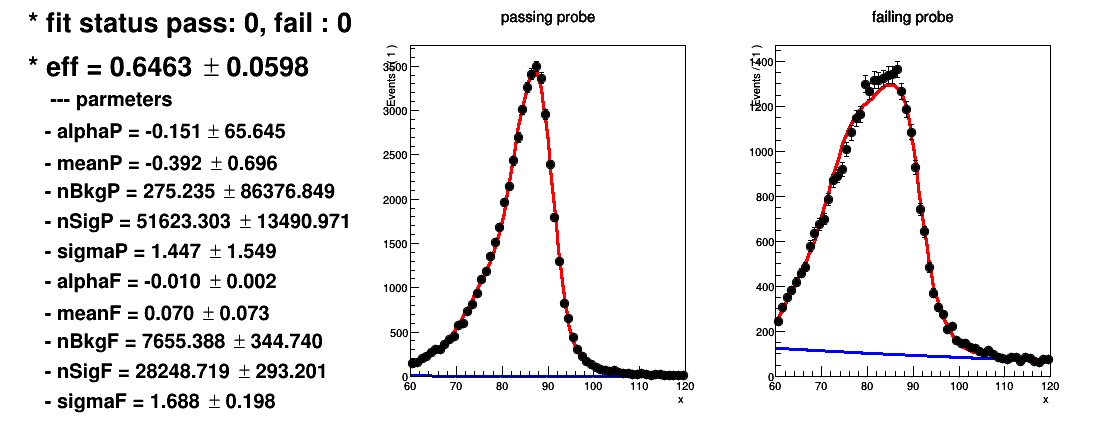 * fit status pass: 0, fail : 0
* eff = 0.6463 ± 0.0598
--- parmeters
- alphaP = -0.151 ± 65.645
- meanP = -0.392 ± 0.696
- nBkgP = 275.235 ± 86376.849
- nSigP = 51623.303 ± 13490.971
- sigmaP = 1.447 ± 1.549
- alphaF = -0.010 ± 0.002
- meanF = 0.070 ± 0.073
- nBkgF = 7655.388 ± 344.740
- nSigF = 28248.719 ± 293.201
- sigmaF = 1.688 ± 0.198
passing probe
Events / ( 1 )
3500
3000
2500
2000
1500
1000
500
0
60 70 80 90 100 110 120
x
failing probe
Events / ( 1 )
1400
1200
1000
800
600
400
200
0
60 70 80 90 100 110 120
x